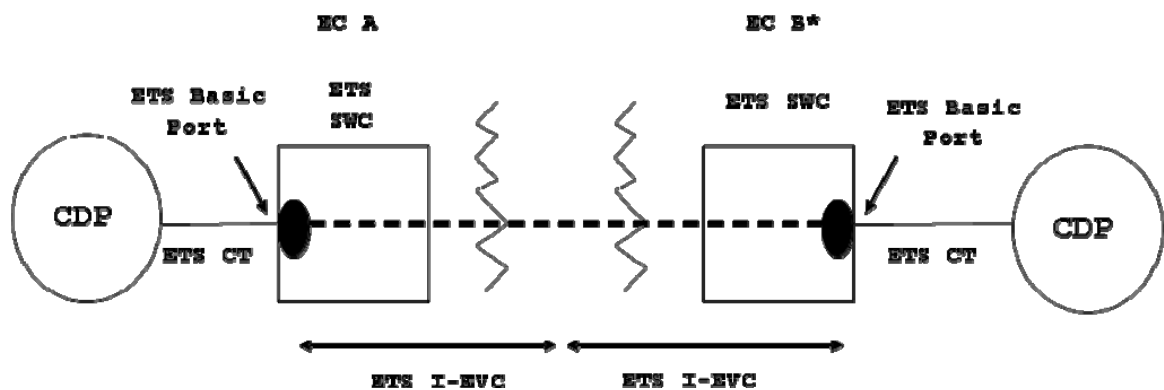 EC A
EC B*
ETS Basic
Port
ETS
SWC
ETS SWC
ETS Basic
Port
CDP
ETS CT
ETS CT
CDP
ETS I-EVC
ETS I-EVC